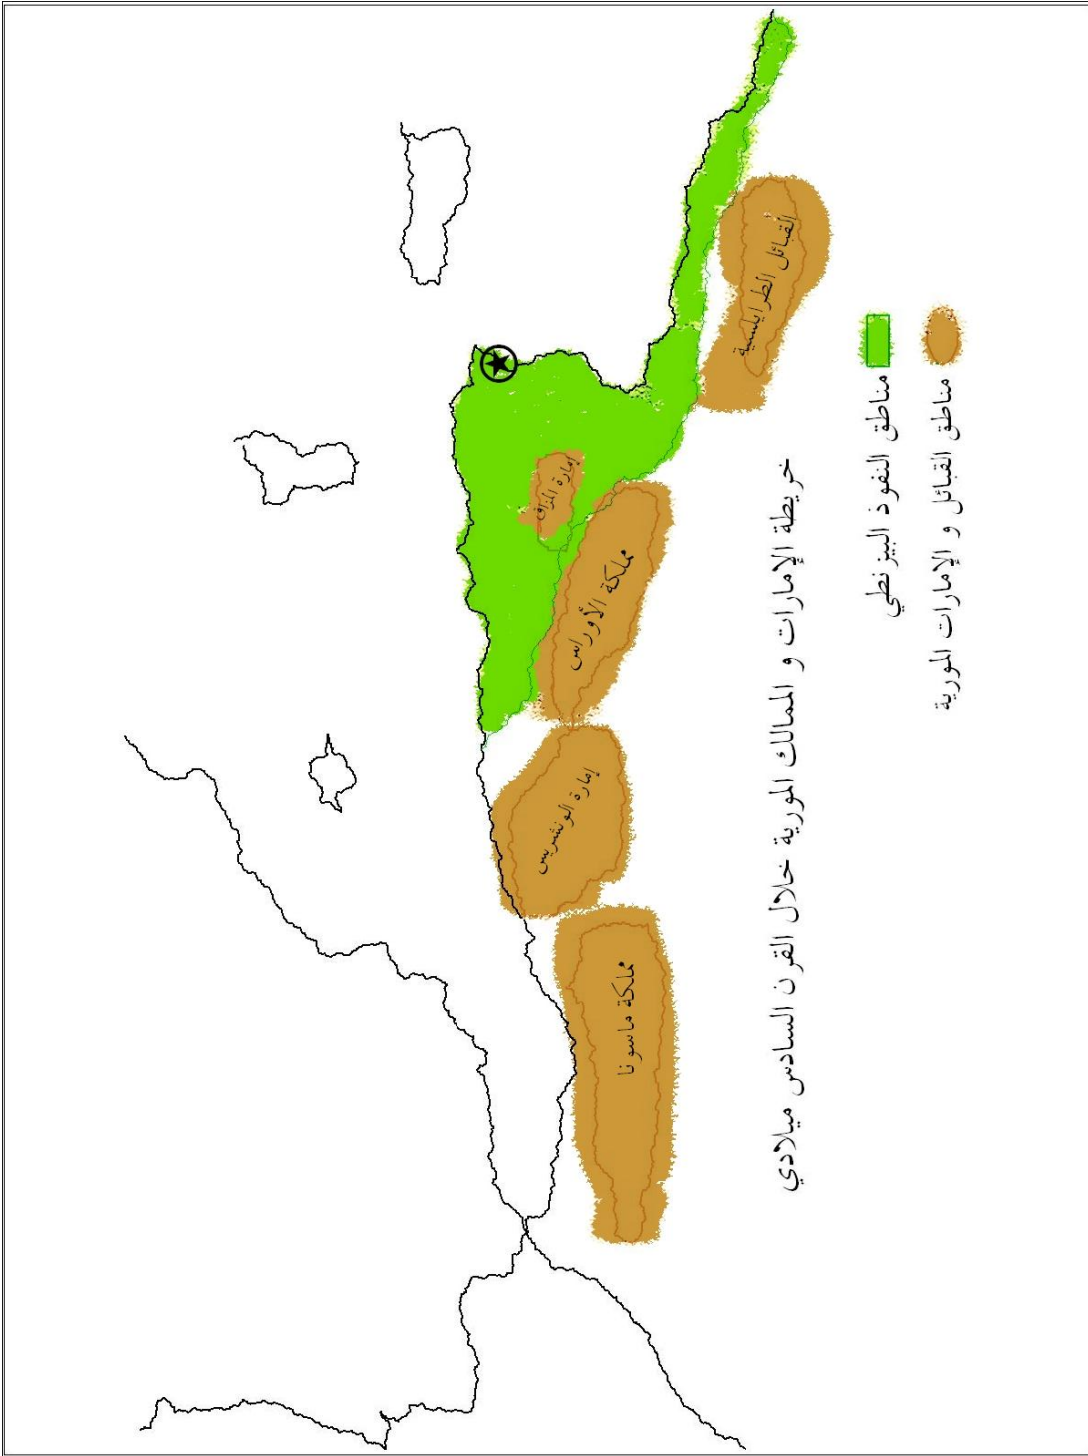 القبائل الطرابلسية
إمارة المزاق
مملكة الأوراس
إمارة الونشريس
مملكة ماسونا
خريطة الإمارات و الممالك المورية خلال القرن السادس ميلادي
مناطق النفوذ البيزنطي
مناطق القبائل و الإمارات المورية